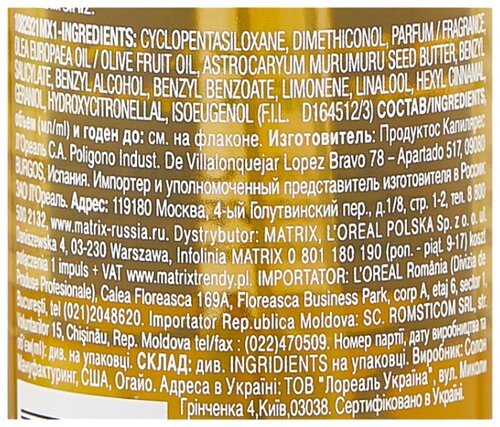 1002921MX1-INGREDIENTS: CYCLOPENTASILOXANE, DIMETHICONOL, PARFUM / FRAGRANCE,
OLEA EUROPAEA OIL / OLIVE FRUIT OIL, ASTROCARYUM MURUMURU SEED BUTTER, BENZYL
SALICYLATE, BENZYL ALCOHOL, BENZYL BENZOATE, LIMONENE, LINALOOL, HEXYL CINNAMAL,
GERANIOL, HYDROXYCITRONELLAL, ISOEUGENOL (F.I.L. D164512/3) СОСТАВ/INGREDIENTS,
объем (мл/ml) и годен до: см. на флаконе. Изготовитель: Продуктос Капилярес
Л'Ореаль С.А. Poligono Indust. De Villalonquejar Lopez Bravo 78 – Apartado 517, 09080
BURGOS, Испания. Импортер и уполномоченный представитель изготовителя в России:
ЗАО Л'Ореаль. Адрес: 119180 Москва, 4-ый Голутвинский пер., д.1/8, стр. 1-2, тел. 8 800
500 2132, www.matrix-russia.ru. Dystrybutor: MATRIX, L'OREAL POLSKA Sp. z o.o. ul.
Daniszewska 4, 03-230 Warszawa, Infolinia MATRIX 0 801 180 190 (pon. - piąt. 9-17) koszt
połączenia 1 impuls + VAT www.matrixtrendy.pl. IMPORTATOR: L'OREAL România (Divizia de
Produse Profesionale), Calea Floreasca 169A, Floreasca Business Park, corp A, etaj 6, sector 1,
Bucureşti, tel (021)2048620. Importator Rep.ublica Moldova: SC. ROMSTICOM SRL, str.
Voluntarilor 15, Chişinău, Rep. Moldova tel/fax : (022)470509. Номер партії, дату виробництва та
об'єм(ml): див. на упаковці. СКЛАД: див. INGRIDIENTS на упаковці. Виробник: Солон
Мануфактуринг, США, Огайо. Адреса в Україні: ТОВ "Лореаль Україна", вул. Миколи
Грінченка 4,Київ,03038. Сертифіковано в Україні.